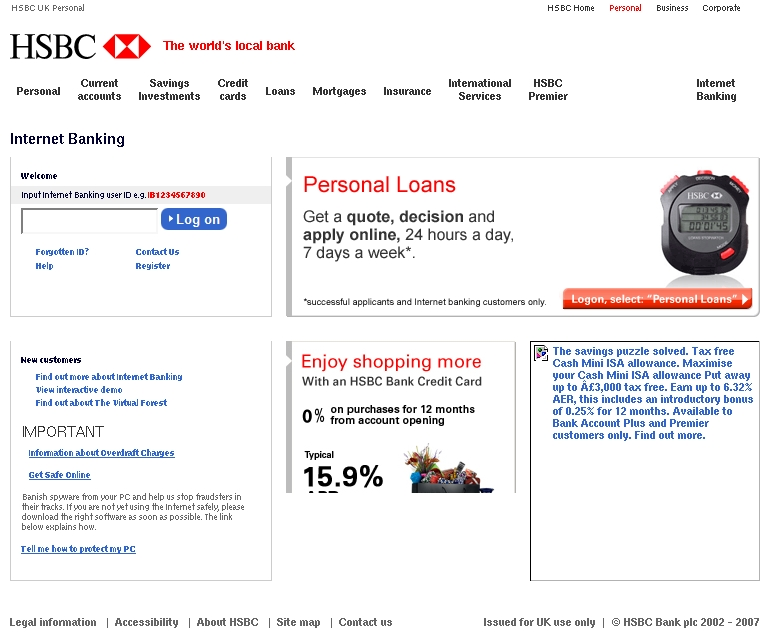 HSBC UK Personal
HSBC Home Personal Business Corporate
HSBC The world's local bank
Personal
Current accounts
Savings Investments
Credit cards
Loans
Mortgages
Insurance
International Services
HSBC Premier
Internet Banking
Internet Banking
Welcome
Input Internet Banking user ID e.g. IB1234567890
Log on
Forgotten ID? Contact Us
Help Register
Personal Loans
Get a quote, decision and
apply online, 24 hours a day,
7 days a week*.
*successful applicants and Internet banking customers only.
Logon, select: "Personal Loans"
DECISION
MONEY
HSBC
New customers
Find out more about Internet Banking
View interactive demo
Find out about The Virtual Forest
IMPORTANT
Information about Overdraft Charges
Get Safe Online
Banish spyware from your PC and help us stop fraudsters in
their tracks. If you are not yet using the Internet safely, please
download the right software as soon as possible. The link
below explains how.
Tell me how to protect my PC
Enjoy shopping more
With an HSBC Bank Credit Card
0% on purchases for 12 months
from account opening
Typical
15.9%
The savings puzzle solved. Tax free
Cash Mini ISA allowance. Maximise
your Cash Mini ISA allowance Put away
up to Â£3,000 tax free. Earn up to 6.32%
AER, this includes an introductory bonus
of 0.25% for 12 months. Available to
Bank Account Plus and Premier
customers only. Find out more.
Legal information | Accessibility | About HSBC | Site map | Contact us
Issued for UK use only | © HSBC Bank plc 2002 - 2007